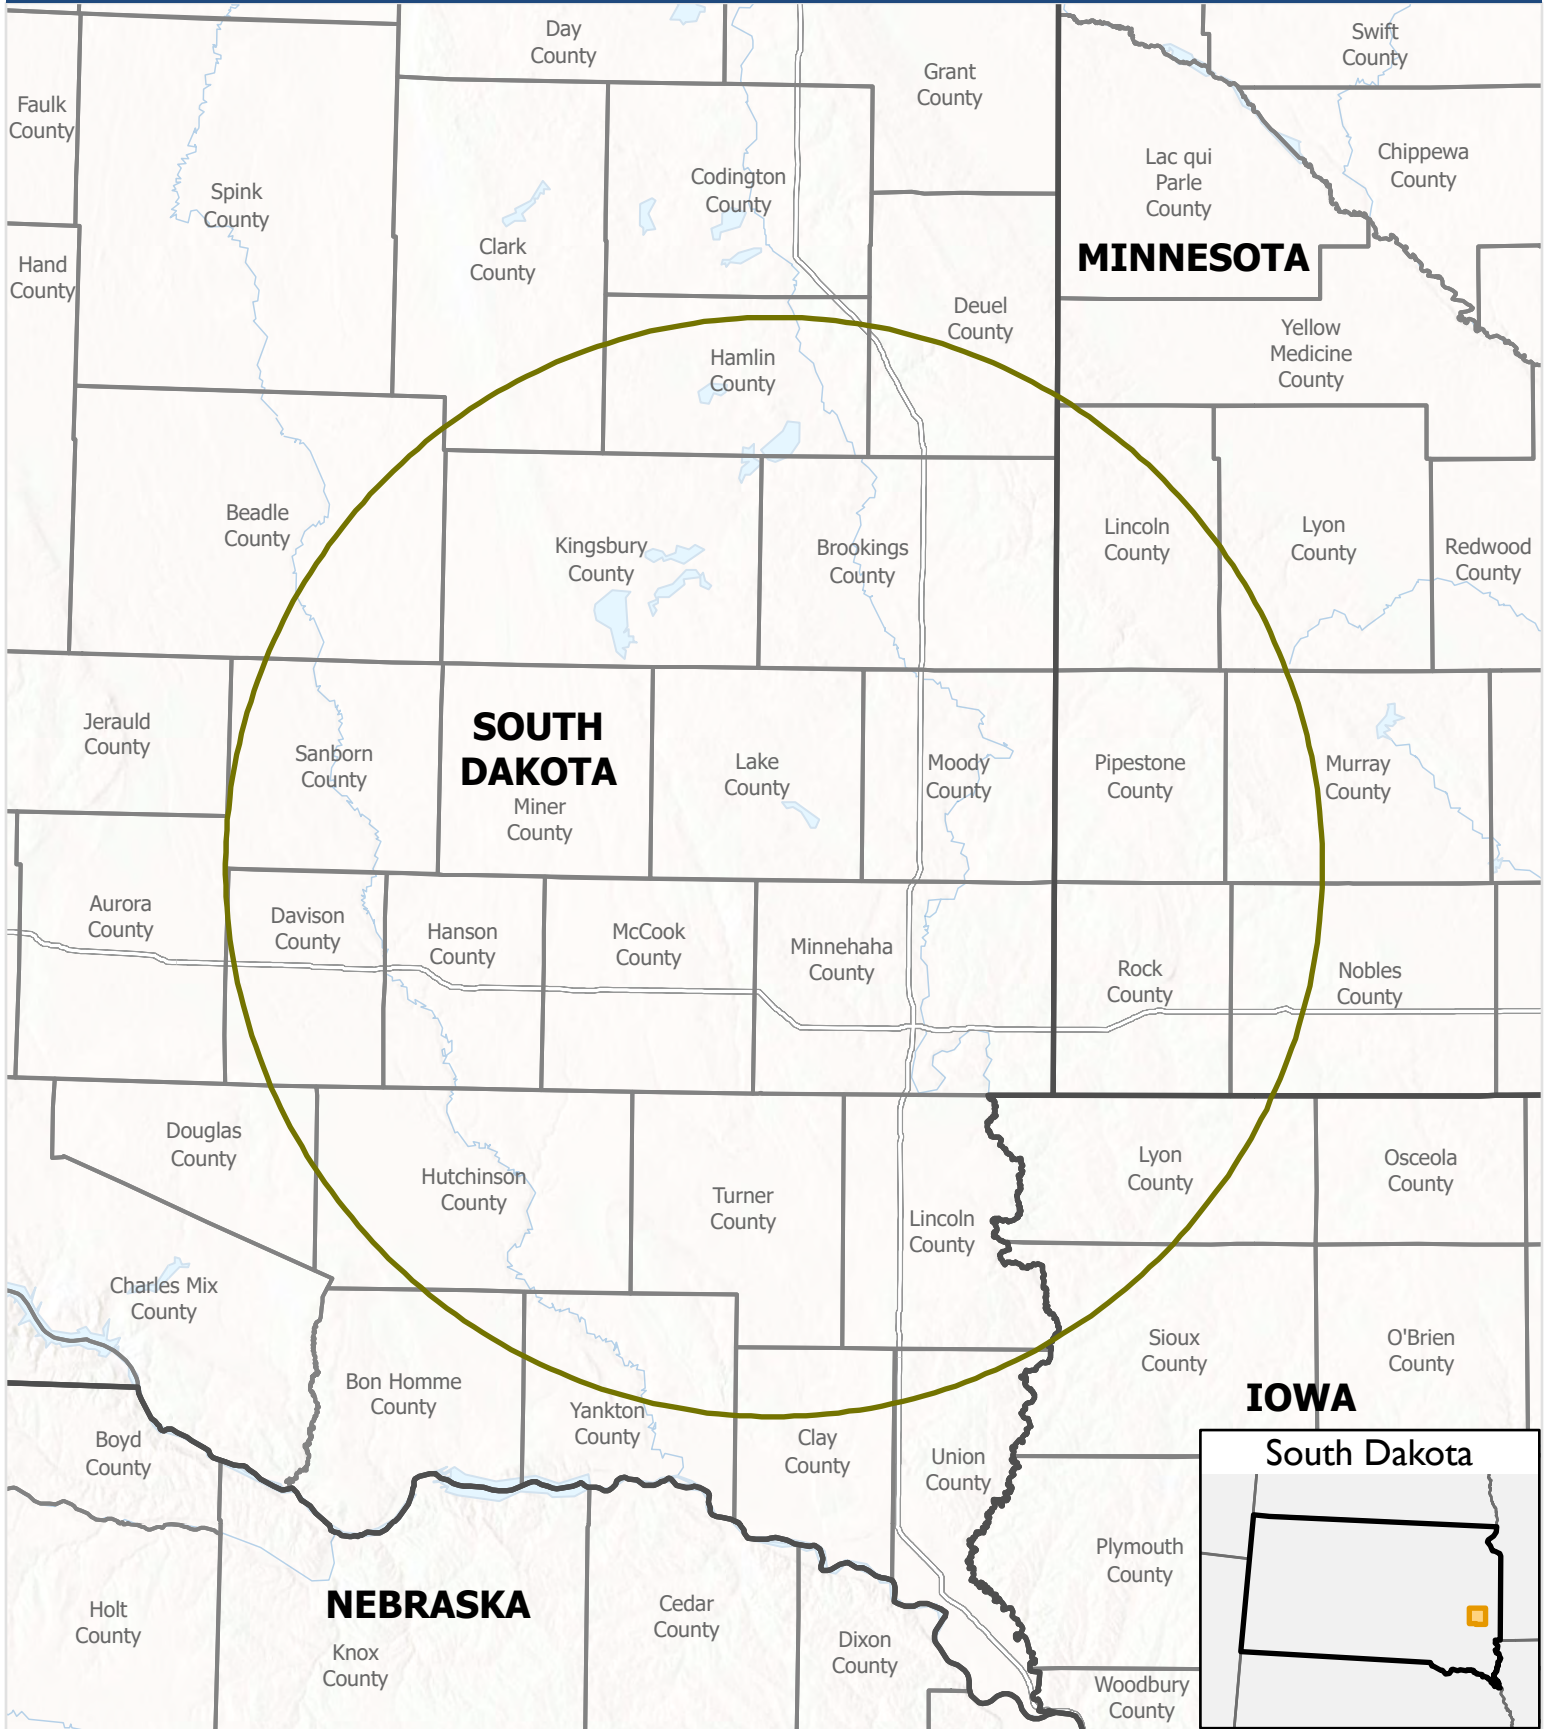 Day
County
Swift
County
Grant
County
Faulk
County
Lac qui
Parle
County
Chippewa
County
Codington
County
Spink
County
Clark
County
MINNESOTA
Hand
County
Deuel
County
Yellow
Medicine
County
Hamlin
County
Beadle
County
Kingsbury
County
Brookings
County
Lincoln
County
Lyon
County
Redwood
County
Jerauld
County
SOUTH
DAKOTA
Sanborn
County
Miner
County
Lake
County
Moody
County
Pipestone
County
Murray
County
Aurora
County
Davison
County
Hanson
County
McCook
County
Minnehaha
County
Rock
County
Nobles
County
Douglas
County
Hutchinson
County
Turner
County
Lincoln
County
Lyon
County
Osceola
County
Charles Mix
County
Sioux
County
O'Brien
County
Bon Homme
County
IOWA
Yankton
County
Boyd
County
Clay
County
Union
County
South Dakota
Plymouth
County
NEBRASKA
Holt
County
Cedar
County
Knox
County
Dixon
County
Woodbury
County